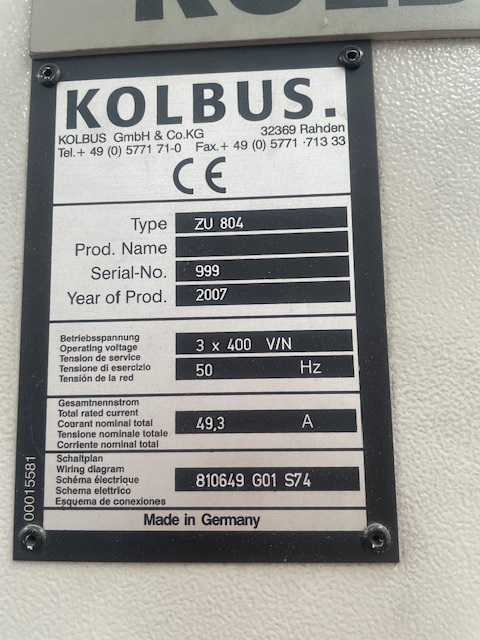 KOLBUS.
KOLBUS GmbH & Co.KG 32369 Rahden
Tel.+ 49 (0) 5771 71-0 Fax.+ 49 (0) 5771 ·713 33
CE
Type ZU 804
Prod. Name
Serial-No. 999
Year of Prod. 2007
Betriebsspannung
Operating voltage 3 x 400 V/N
Tension de service
Tensione di esercizio 50 Hz
Tensión de la red
Gesamtnennstrom
Total rated current
Courant nominal total 49,3 A
Tensione nominale totale
Corriente nominal total
Schaltplan
Wiring diagram
Schéma électrique 810649 G01 S74
Schema elettrico
Esquema de conexiones
Made in Germany
00015581